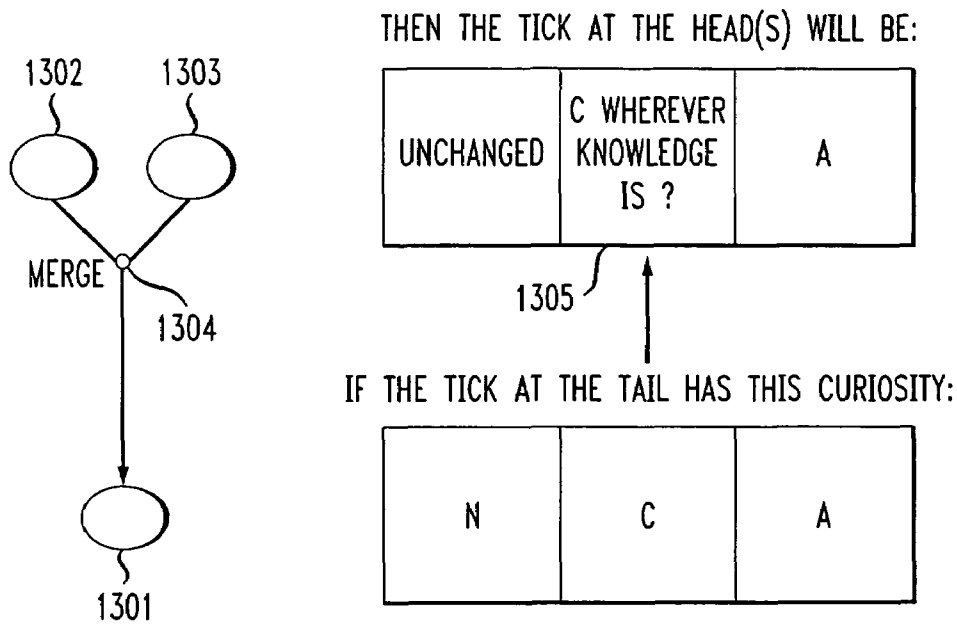 THEN THE TICK AT THE HEAD(S) WILL BE:
1302 1303
UNCHANGED
C WHEREVER
KNOWLEDGE
IS ?
A
MERGE
1304
1305
IF THE TICK AT THE TAIL HAS THIS CURIOSITY:
N C A
1301